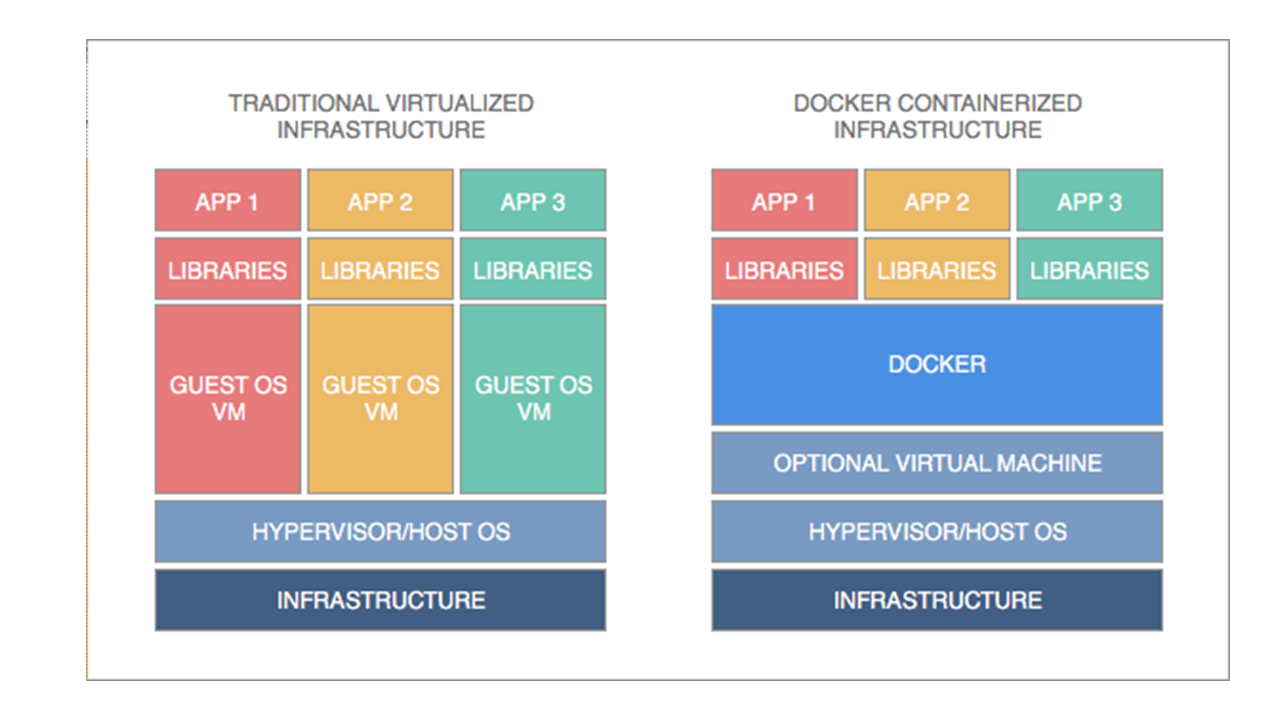 TRADITIONAL VIRTUALIZED
INFRASTRUCTURE
APP 1
APP 2
APP 3
LIBRARIES
LIBRARIES
LIBRARIES
GUEST OS
VM
GUEST OS
VM
GUEST OS
VM
HYPERVISOR/HOST OS
INFRASTRUCTURE
DOCKER CONTAINERIZED
INFRASTRUCTURE
APP 1
APP 2
APP 3
LIBRARIES
LIBRARIES
LIBRARIES
DOCKER
OPTIONAL VIRTUAL MACHINE
HYPERVISOR/HOST OS
INFRASTRUCTURE